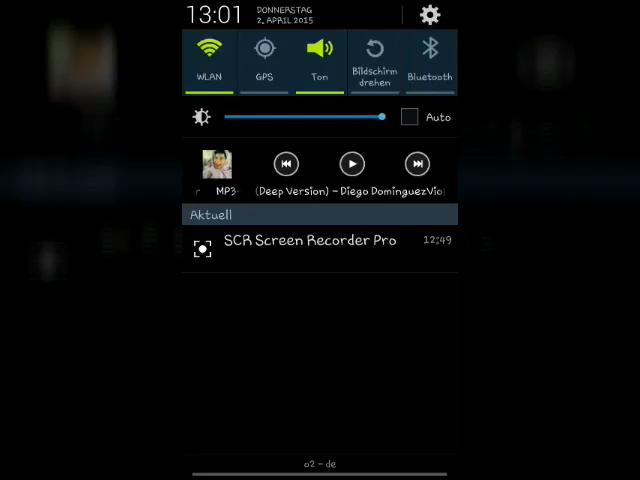 13:01
DONNERSTAG
2. APRIL 2015
WLAN
GPS
Ton
Bildschirm
drehen
Bluetooth
Auto
r MP3-
(Deep Version) - Diego DominguezVio
Aktuell
SCR Screen Recorder Pro
12:49
o2 - de